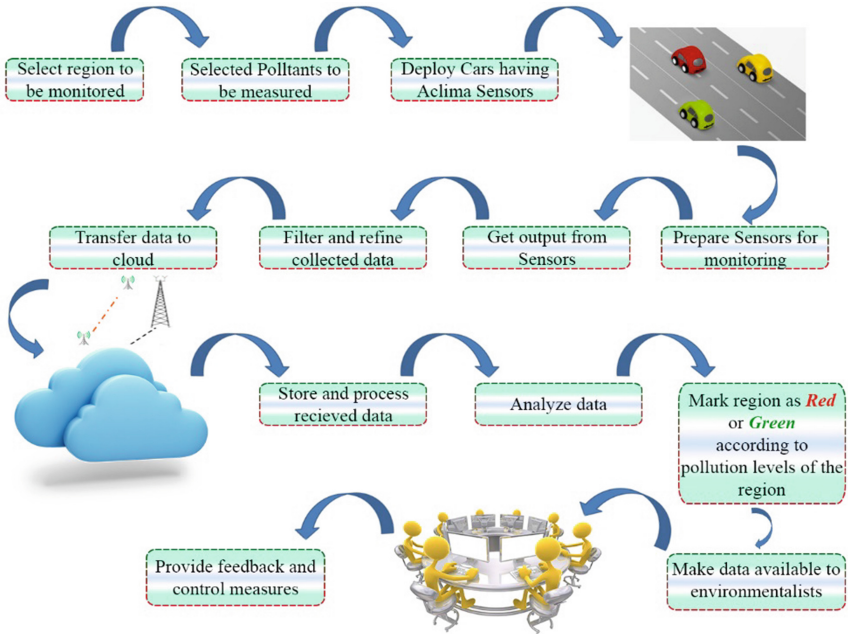 Select region to
be monitored
Selected Polltants to
be measured
Deploy Cars having
Aclima Sensors
Prepare Sensors for
monitoring
Get output from
Sensors
Filter and refine
collected data
Transfer data to
cloud
Store and process
recieved data
Analyze data
Mark region as Red
or Green
according to
pollution levels of the
region
Make data available to
environmentalists
Provide feedback and
control measures